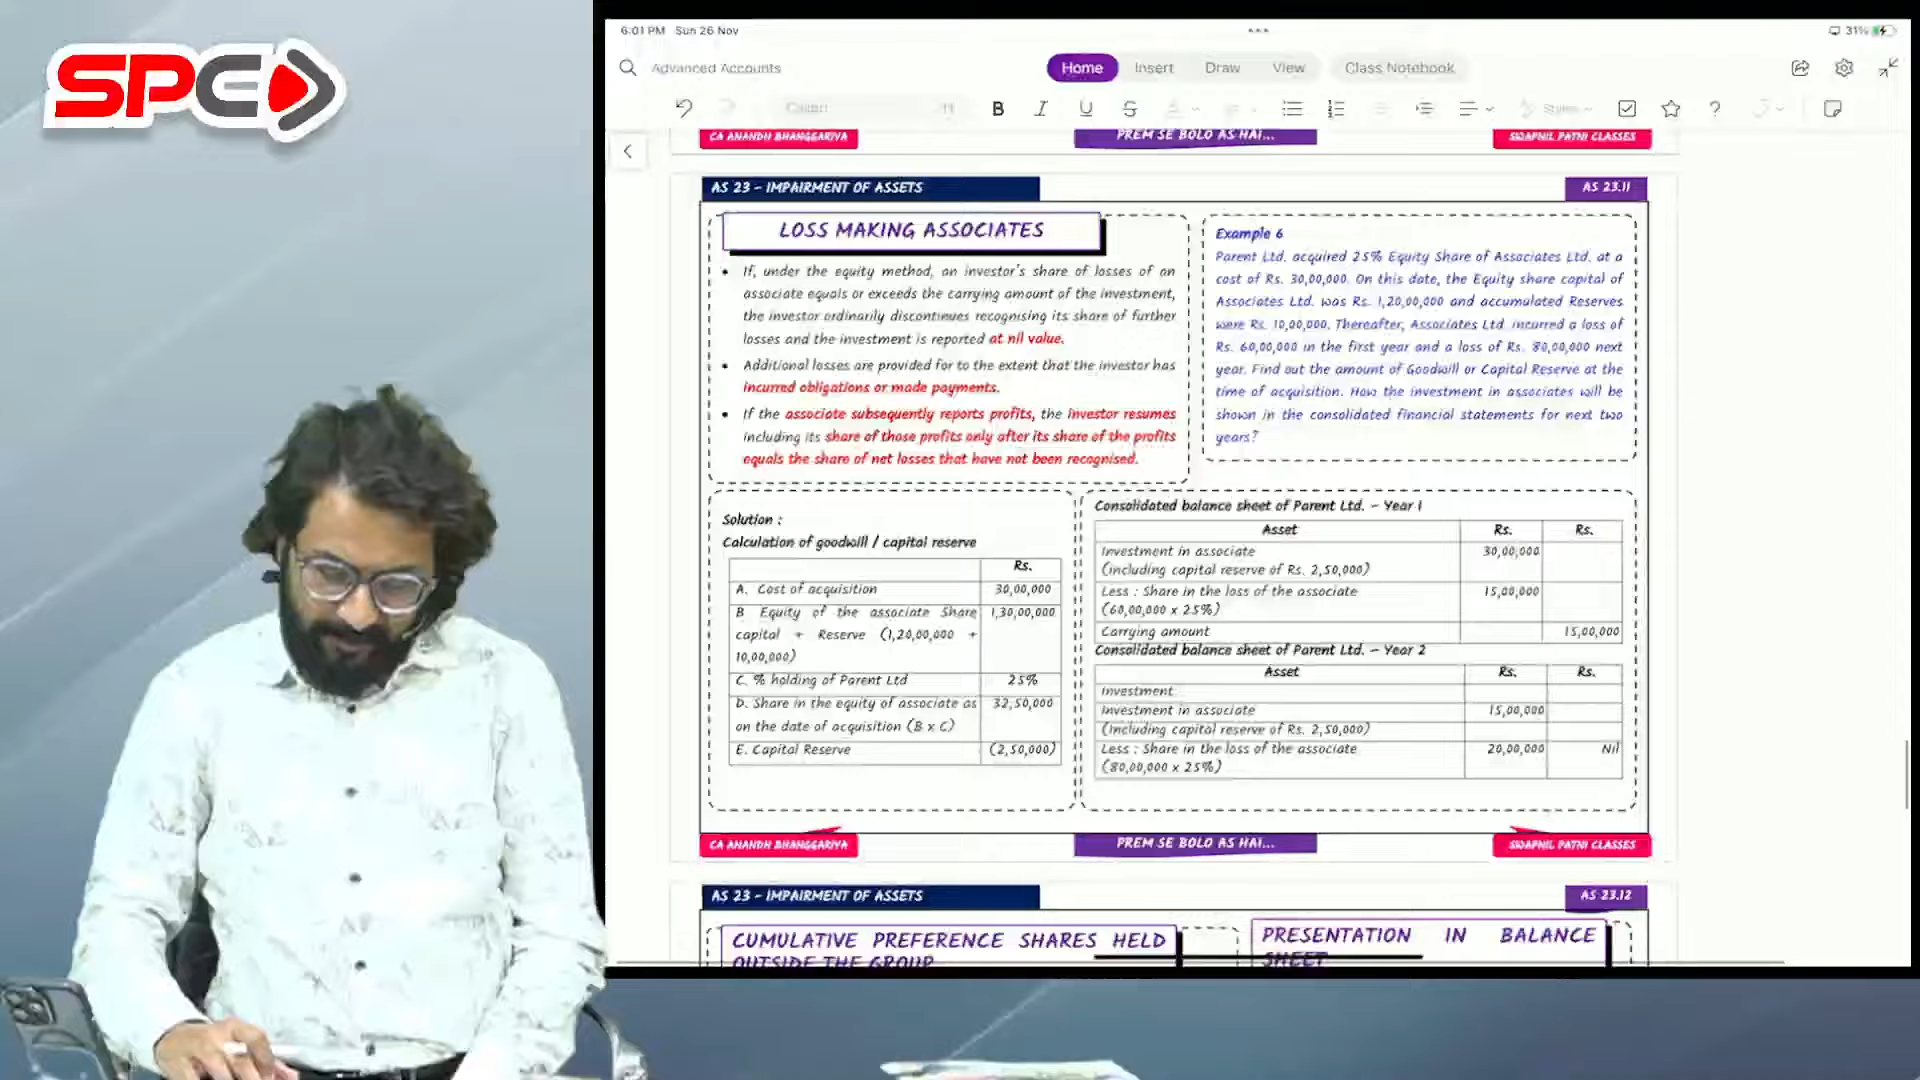 SPC
6:01 PM Sun 26 Nov
31%
Advanced Accounts
Home
Insert
Draw
View
Class Notebook
Calibri
11
Styles
CA ANANDH BHANGGARIYA
PREM SE BOLO AS HAI...
SWAPNIL PATNI CLASSES
AS 23 - IMPAIRMENT OF ASSETS
AS 23.11
LOSS MAKING ASSOCIATES
• If, under the equity method, an investor's share of losses of an
associate equals or exceeds the carrying amount of the investment,
the investor ordinarily discontinues recognising its share of further
losses and the investment is reported at nil value.
• Additional losses are provided for to the extent that the investor has
incurred obligations or made payments.
• If the associate subsequently reports profits, the investor resumes
including its share of those profits only after its share of the profits
equals the share of net losses that have not been recognised.
Example 6
Parent Ltd. acquired 25% Equity Share of Associates Ltd. at a
cost of Rs. 30,00,000. On this date, the Equity share capital of
Associates Ltd. was Rs. 1,20,00,000 and accumulated Reserves
were Rs. 10,00,000. Thereafter, Associates Ltd. incurred a loss of
Rs. 60,00,000 in the first year and a loss of Rs. 80,00,000 next
year. Find out the amount of Goodwill or Capital Reserve at the
time of acquisition. How the investment in associates will be
shown in the consolidated financial statements for next two
years?
Solution :
Calculation of goodwill / capital reserve
Rs.
A. Cost of acquisition 30,00,000
B Equity of the associate Share 1,30,00,000
capital + Reserve (1,20,00,000 +
10,00,000)
C. % holding of Parent Ltd 25%
D. Share in the equity of associate as 32,50,000
on the date of acquisition (B x C)
E. Capital Reserve (2,50,000)
Consolidated balance sheet of Parent Ltd. - Year 1
Asset Rs. Rs.
Investment in associate 30,00,000
(including capital reserve of Rs. 2,50,000)
Less : Share in the loss of the associate 15,00,000
(60,00,000 x 25%)
Carrying amount 15,00,000
Consolidated balance sheet of Parent Ltd. - Year 2
Asset Rs. Rs.
Investment
Investment in associate 15,00,000
(Including capital reserve of Rs. 2,50,000)
Less : Share in the loss of the associate 20,00,000 Nil
(80,00,000 x 25%)
CA ANANDH BHANGGARIYA
PREM SE BOLO AS HAI...
SWAPNIL PATNI CLASSES
AS 23 - IMPAIRMENT OF ASSETS
AS 23.12
CUMULATIVE PREFERENCE SHARES HELD
OUTSIDE THE GROUP
PRESENTATION IN BALANCE
SHEET